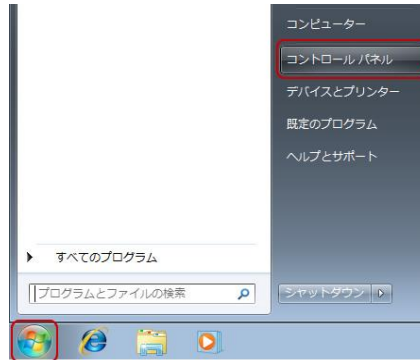 コンピューター
コントロール パネル
デバイスとプリンター
既定のプログラム
ヘルプとサポート
すべてのプログラム
プログラムとファイルの検索
シャットダウン